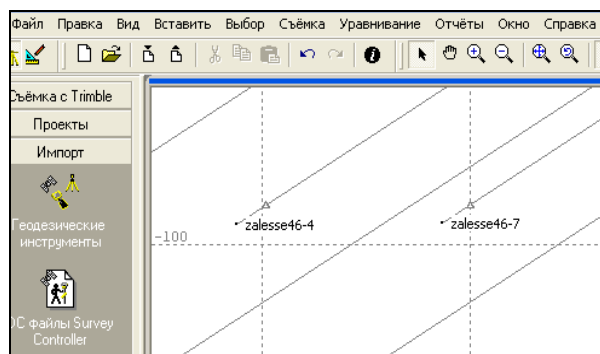 Файл Правка Вид Вставить Выбор Съёмка Уравнивание Отчёты Окно Справка
Съёмка с Trimble
Проекты
Импорт
Геодезические
инструменты
DC файлы Survey
Controller
zalesse46-4
zalesse46-7
-100